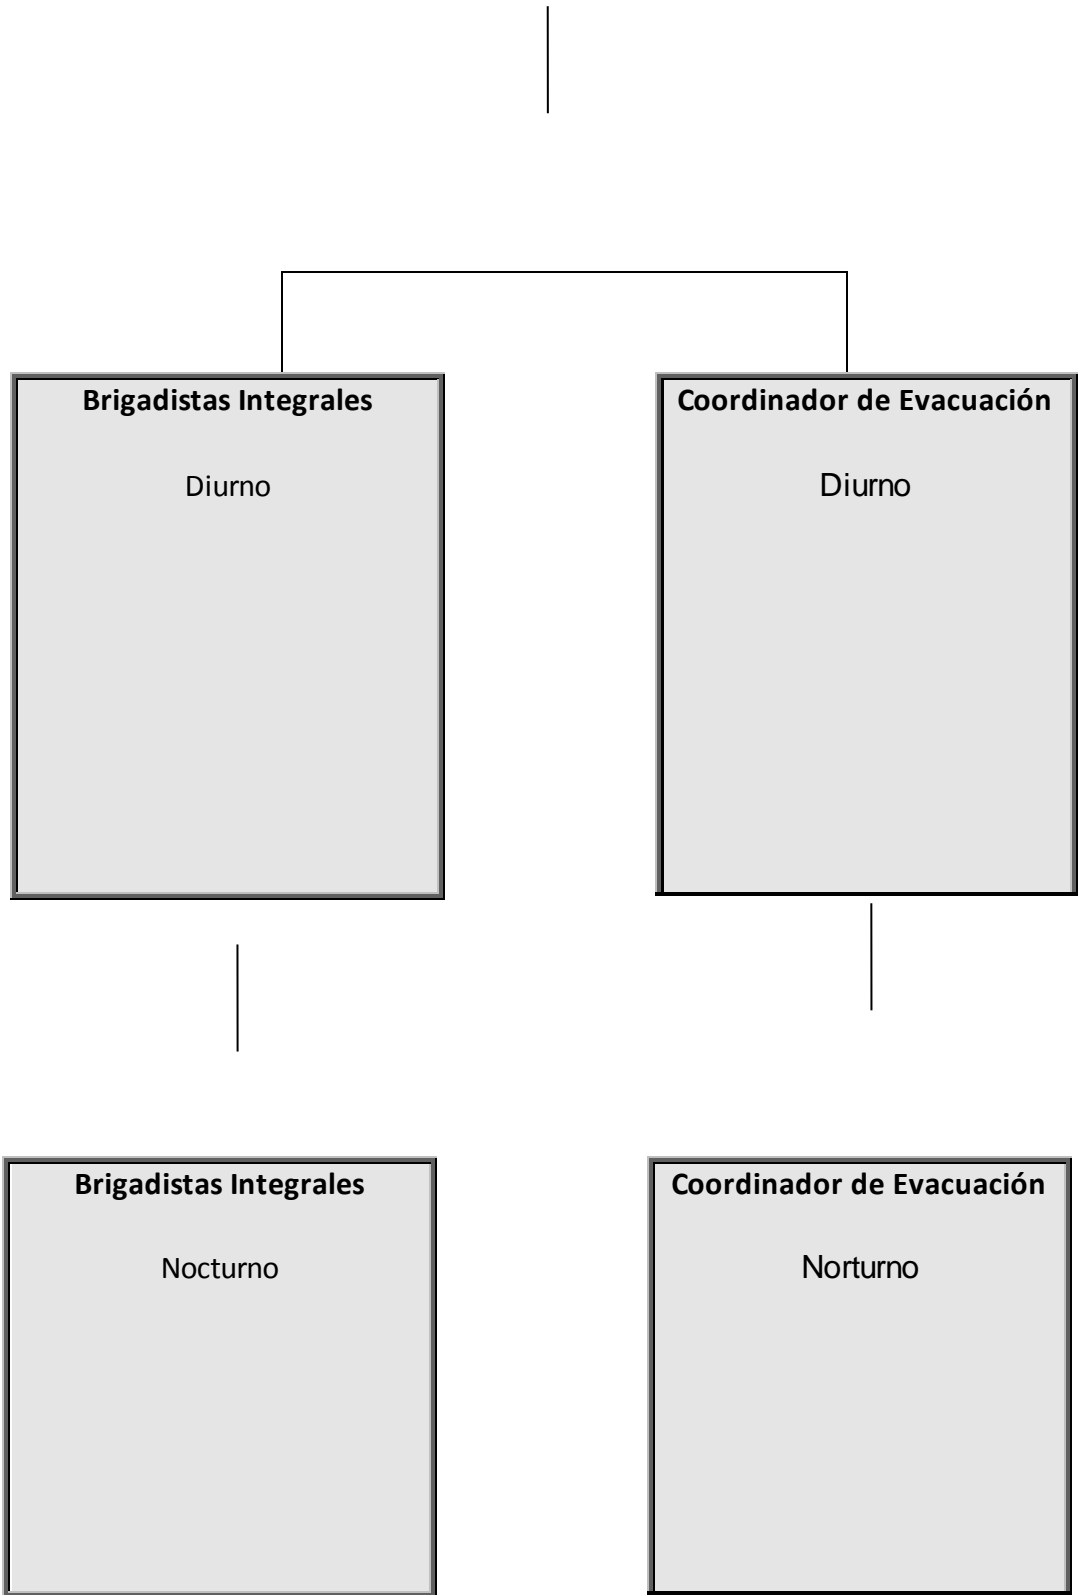 Brigadistas Integrales
Diurno
Coordinador de Evacuación
Diurno
Brigadistas Integrales
Nocturno
Coordinador de Evacuación
Norturno